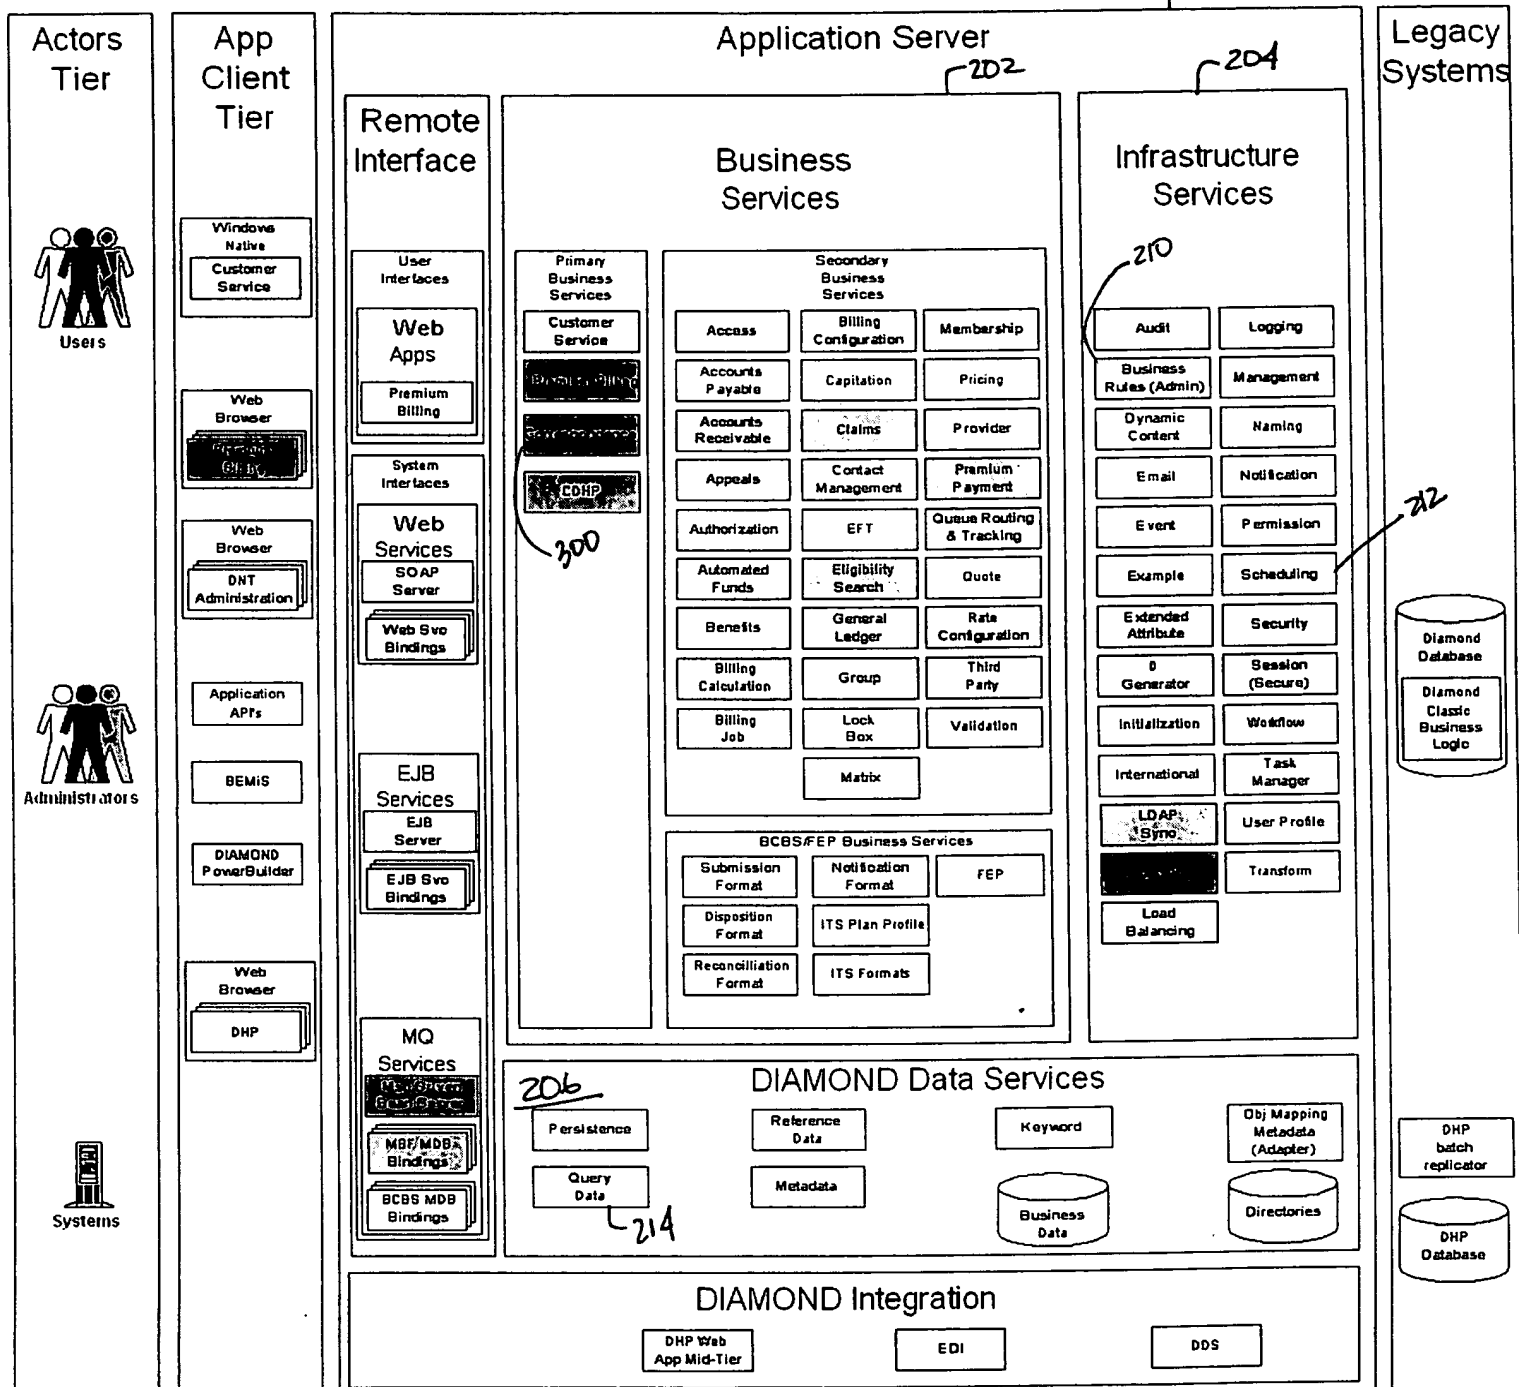 Actors
Tier
Users
Administrators
Systems
App
Client
Tier
Windows
Native
Customer
Service
Web
Browser
Web
Browser
DNT
Administration
Application
API's
BEMiS
DIAMOND
PowerBuilder
Web
Browser
DHP
Application Server
202
204
Remote
Interface
User
Interfaces
Web
Apps
Premium
Billing
System
Interfaces
Web
Services
SOAP
Server
Web Svo
Bindings
EJB
Services
EJB
Server
EJB Svo
Bindings
MQ
Services
MBF/MDB
Bindings
BCBS MDB
Bindings
Business
Services
Primary
Business
Services
Customer
Service
CDHP
300
Secondary
Business
Services
Access
Billing
Configuration
Membership
Accounts
Payable
Capitation
Pricing
Accounts
Receivable
Claims
Provider
Appeals
Contact
Management
Premium
Payment
Authorization
EFT
Queue Routing
& Tracking
Automated
Funds
Eligibility
Search
Quote
Benefits
General
Ledger
Rate
Configuration
Billing
Calculation
Group
Third
Party
Billing
Job
Lock
Box
Validation
Matrix
BCBS/FEP Business Services
Submission
Format
Notification
Format
FEP
Disposition
Format
ITS Plan Profile
Reconcilliation
Format
ITS Formats
Infrastructure
Services
210
Audit
Logging
Business
Rules (Admin)
Management
Dynamic
Content
Naming
Email
Notification
212
Event
Permission
Example
Scheduling
Extended
Attribute
Security
Generator
Session
(Secure)
Initialization
Workflow
International
Task
Manager
LDAP
Syno
User Profile
Transform
Load
Balancing
206
DIAMOND Data Services
Persistence
Reference
Data
Keyword
Obj Mapping
Metadata
(Adapter)
Query
Data
214
Metadata
Business
Data
Directories
DIAMOND Integration
DHP Web
App Mid-Tier
EDI
DDS
Legacy
Systems
Diamond
Database
Diamond
Classic
Business
Logic
DHP
batch
replicator
DHP
Database